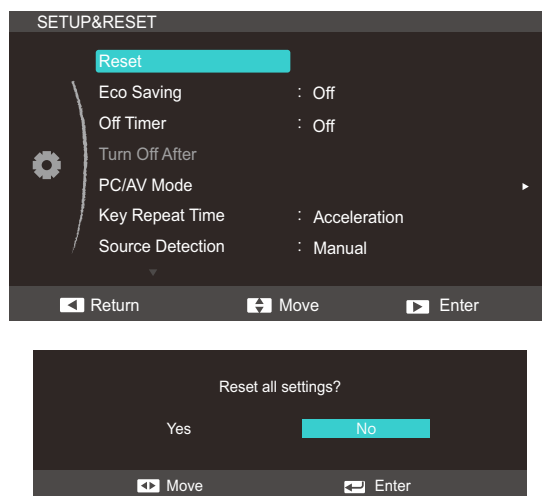 SETUP&RESET
Reset
Eco Saving : Off
Off Timer : Off
Turn Off After
PC/AV Mode
Key Repeat Time : Acceleration
Source Detection : Manual
Return Move Enter
Reset all settings?
Yes No
Move Enter